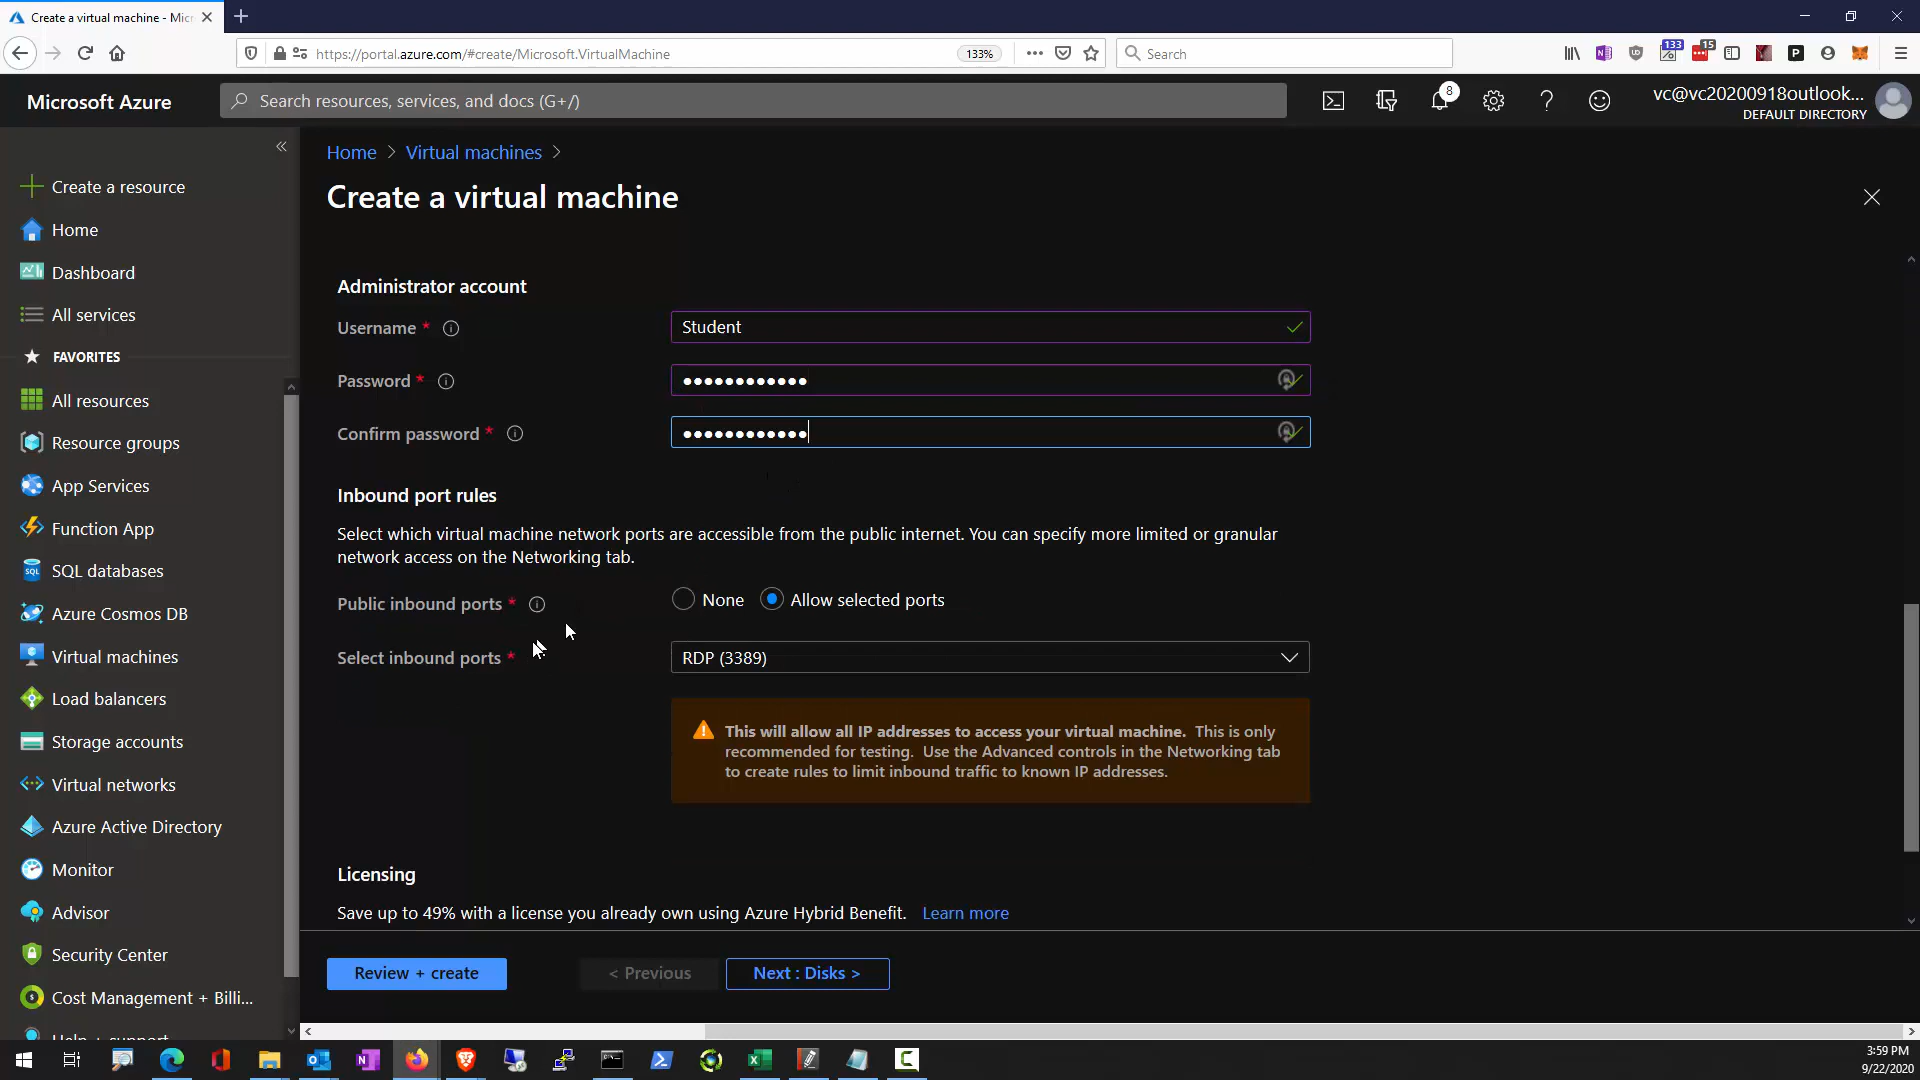 Create a virtual machine - Micr
https://portal.azure.com/#create/Microsoft.VirtualMachine
133%
Search
133
15
Microsoft Azure
Search resources, services, and docs (G+/)
8
vc@vc20200918outlook...
DEFAULT DIRECTORY
Create a resource
Home
Dashboard
All services
FAVORITES
All resources
Resource groups
App Services
Function App
SQL databases
Azure Cosmos DB
Virtual machines
Load balancers
Storage accounts
Virtual networks
Azure Active Directory
Monitor
Advisor
Security Center
Cost Management + Billi...
Help + support
Home > Virtual machines >
Create a virtual machine
Administrator account
Username *
Student
Password *
●●●●●●●●●●●●
Confirm password *
●●●●●●●●●●●●
Inbound port rules
Select which virtual machine network ports are accessible from the public internet. You can specify more limited or granular
network access on the Networking tab.
Public inbound ports *
None
Allow selected ports
Select inbound ports *
RDP (3389)
This will allow all IP addresses to access your virtual machine. This is only
recommended for testing. Use the Advanced controls in the Networking tab
to create rules to limit inbound traffic to known IP addresses.
Licensing
Save up to 49% with a license you already own using Azure Hybrid Benefit. Learn more
Review + create
< Previous
Next : Disks >
3:59 PM
9/22/2020